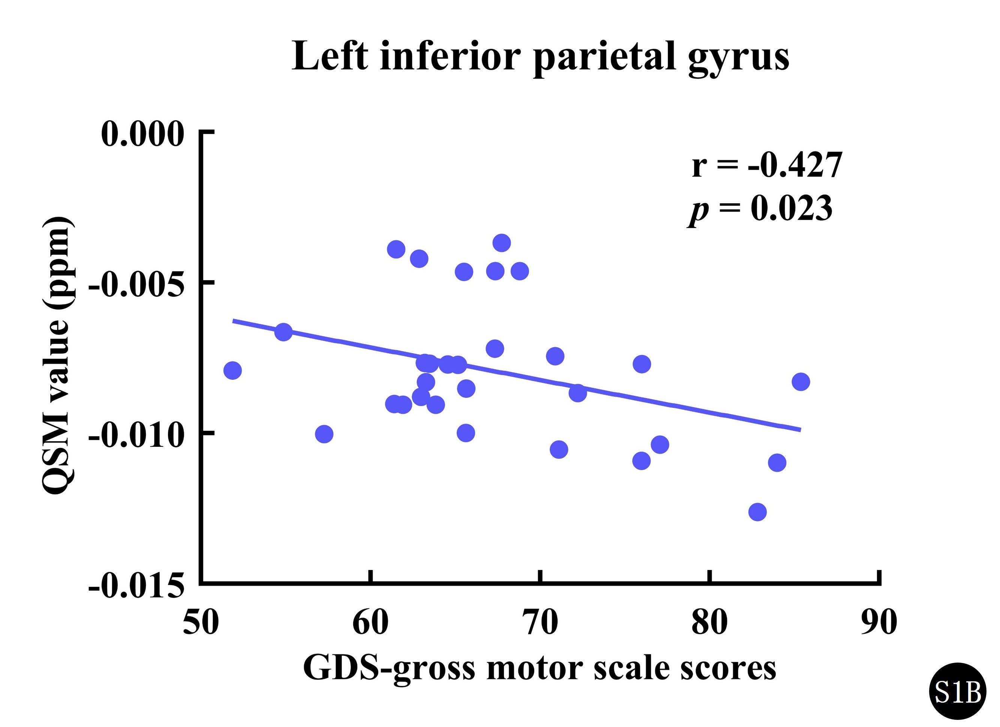 Left inferior parietal gyrus
0.000
r = -0.427
p = 0.023
-0.005
QSM value (ppm)
-0.010
-0.015
50 60 70 80 90
GDS-gross motor scale scores
S1B